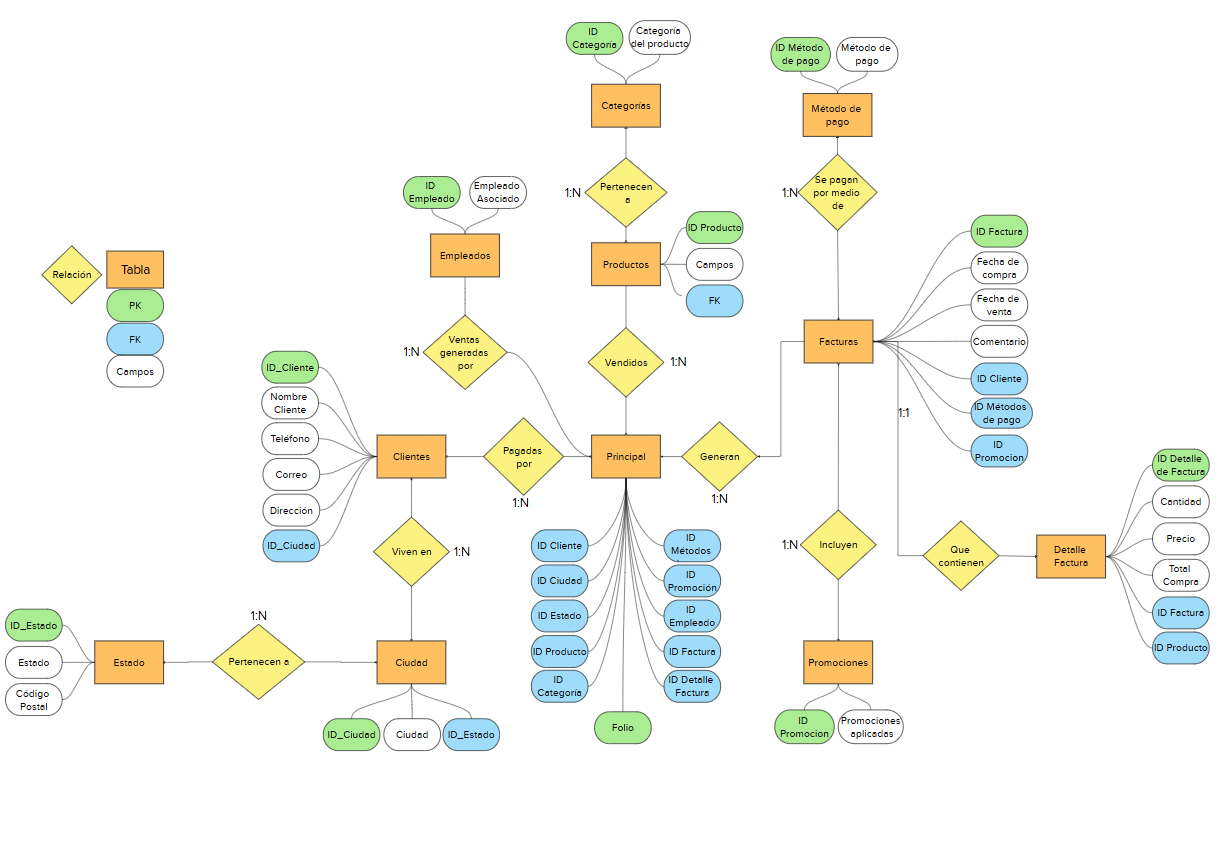 ID
Categoría
Categoría
del producto
Categorías
1:N
Pertenecen
a
ID Método
de pago
Método de
pago
Método de
pago
1:N
Se pagan
por medio
de
ID
Empleado
Empleado
Asociado
Empleados
1:N
Ventas
generadas
por
Productos
ID Producto
Campos
FK
Vendidos
1:N
Relación
Tabla
PK
FK
Campos
Facturas
ID Factura
Fecha de
compra
Fecha de
venta
Comentario
ID Cliente
ID Métodos
de pago
ID
Promocion
1:1
ID_Cliente
Nombre
Cliente
Teléfono
Correo
Dirección
ID_Ciudad
Clientes
Pagadas
por
1:N
Principal
Generan
1:N
Viven en
1:N
ID Cliente
ID Ciudad
ID Estado
ID Producto
ID
Categoría
ID
Métodos
ID
Promoción
ID
Empleado
ID Factura
ID Detalle
Factura
Folio
1:N
Incluyen
Promociones
ID
Promocion
Promociones
aplicadas
Que
contienen
Detalle
Factura
ID Detalle
de Factura
Cantidad
Precio
Total
Compra
ID Factura
ID Producto
ID_Estado
Estado
Código
Postal
Estado
1:N
Pertenecen a
Ciudad
ID_Ciudad
Ciudad
ID_Estado